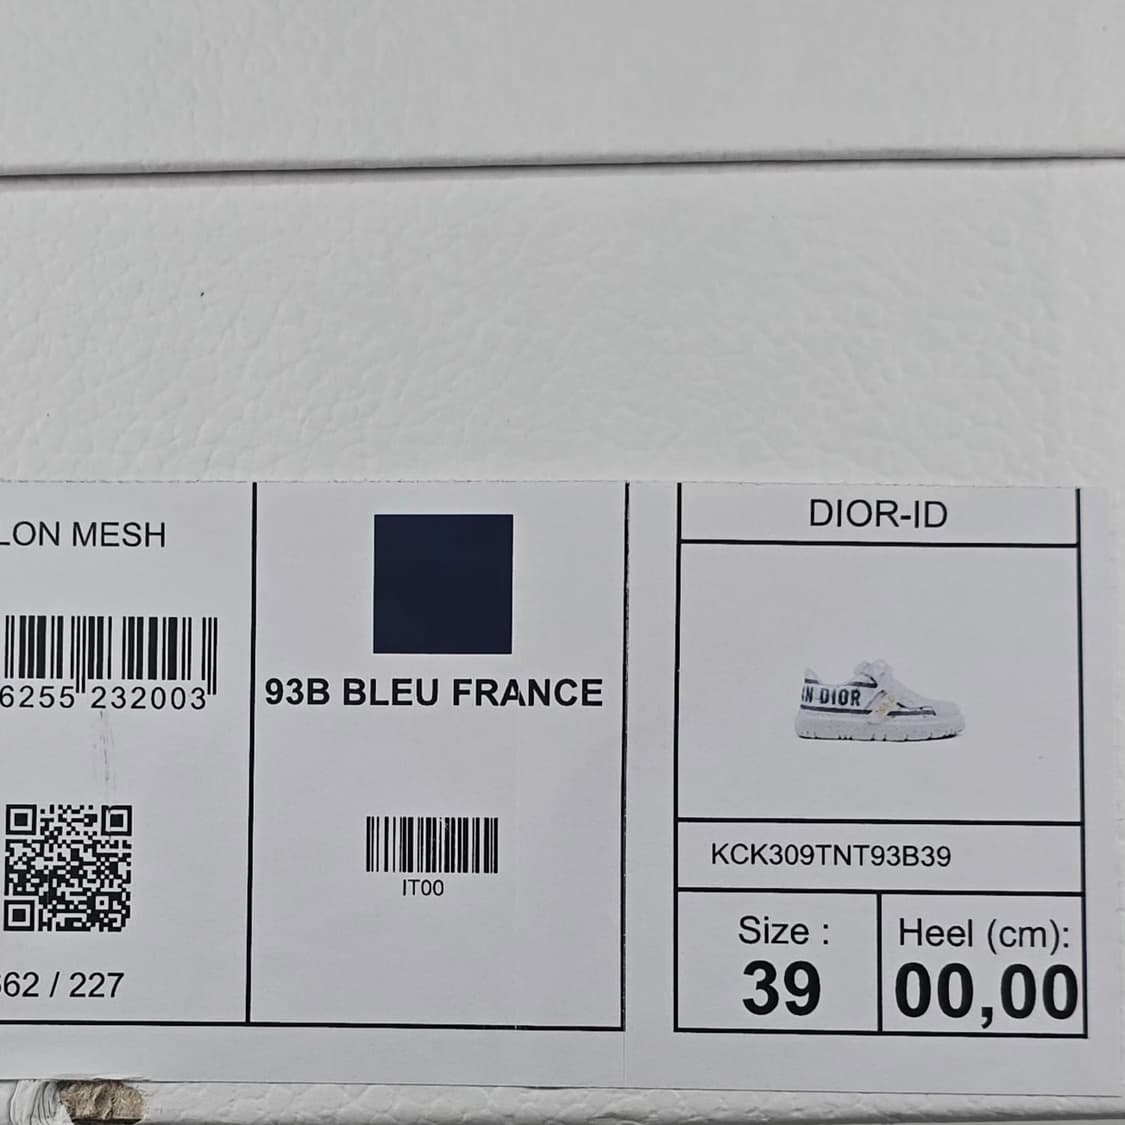 LON MESH
6255 232003
62 / 227
93B BLEU FRANCE
IT00
DIOR-ID
N DIOR
KCK309TNT93B39
Size :
39
Heel (cm):
00,00